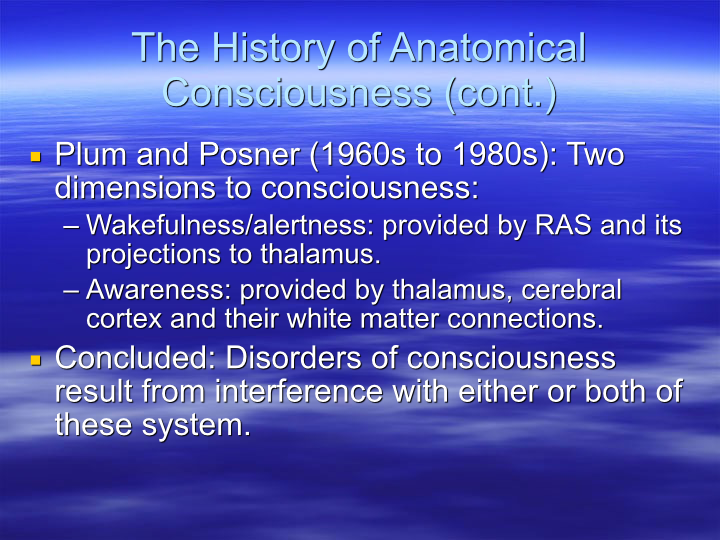 The History of Anatomical
Consciousness (cont.)
Plum and Posner (1960s to 1980s): Two
dimensions to consciousness:
– Wakefulness/alertness: provided by RAS and its
projections to thalamus.
– Awareness: provided by thalamus, cerebral
cortex and their white matter connections.
Concluded: Disorders of consciousness
result from interference with either or both of
these system.